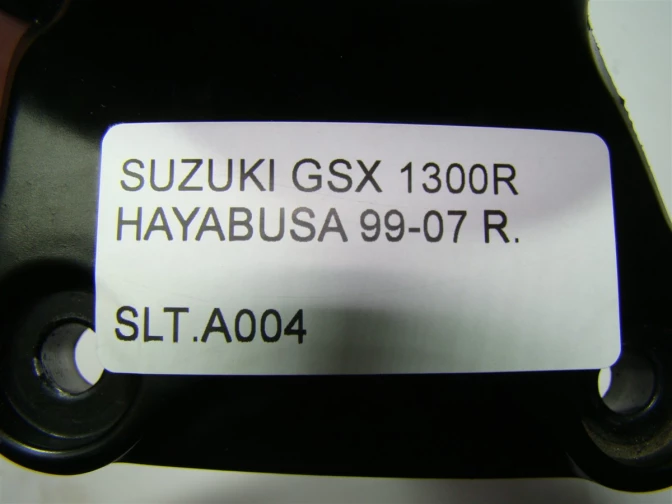 SUZUKI GSX 1300R
HAYABUSA 99-07 R.
SLT.A004